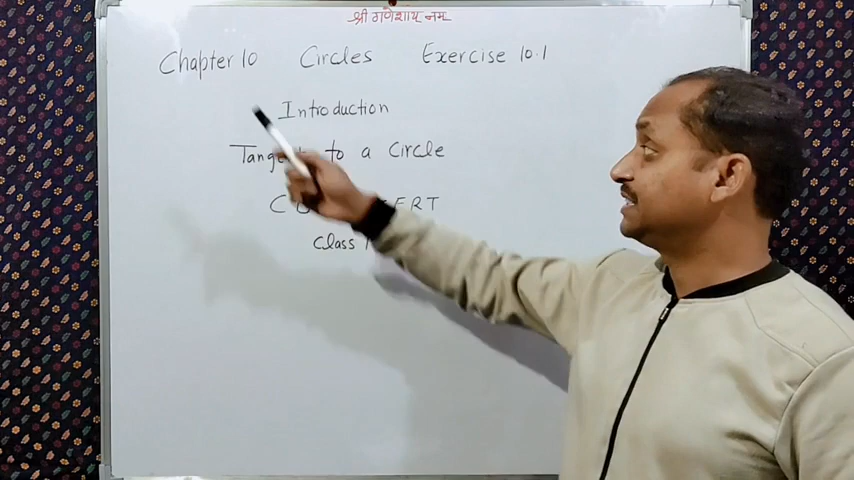 श्री गणेशाय नमः
Chapter 10 Circles Exercise 10.1
Introduction
to a Circle
Class